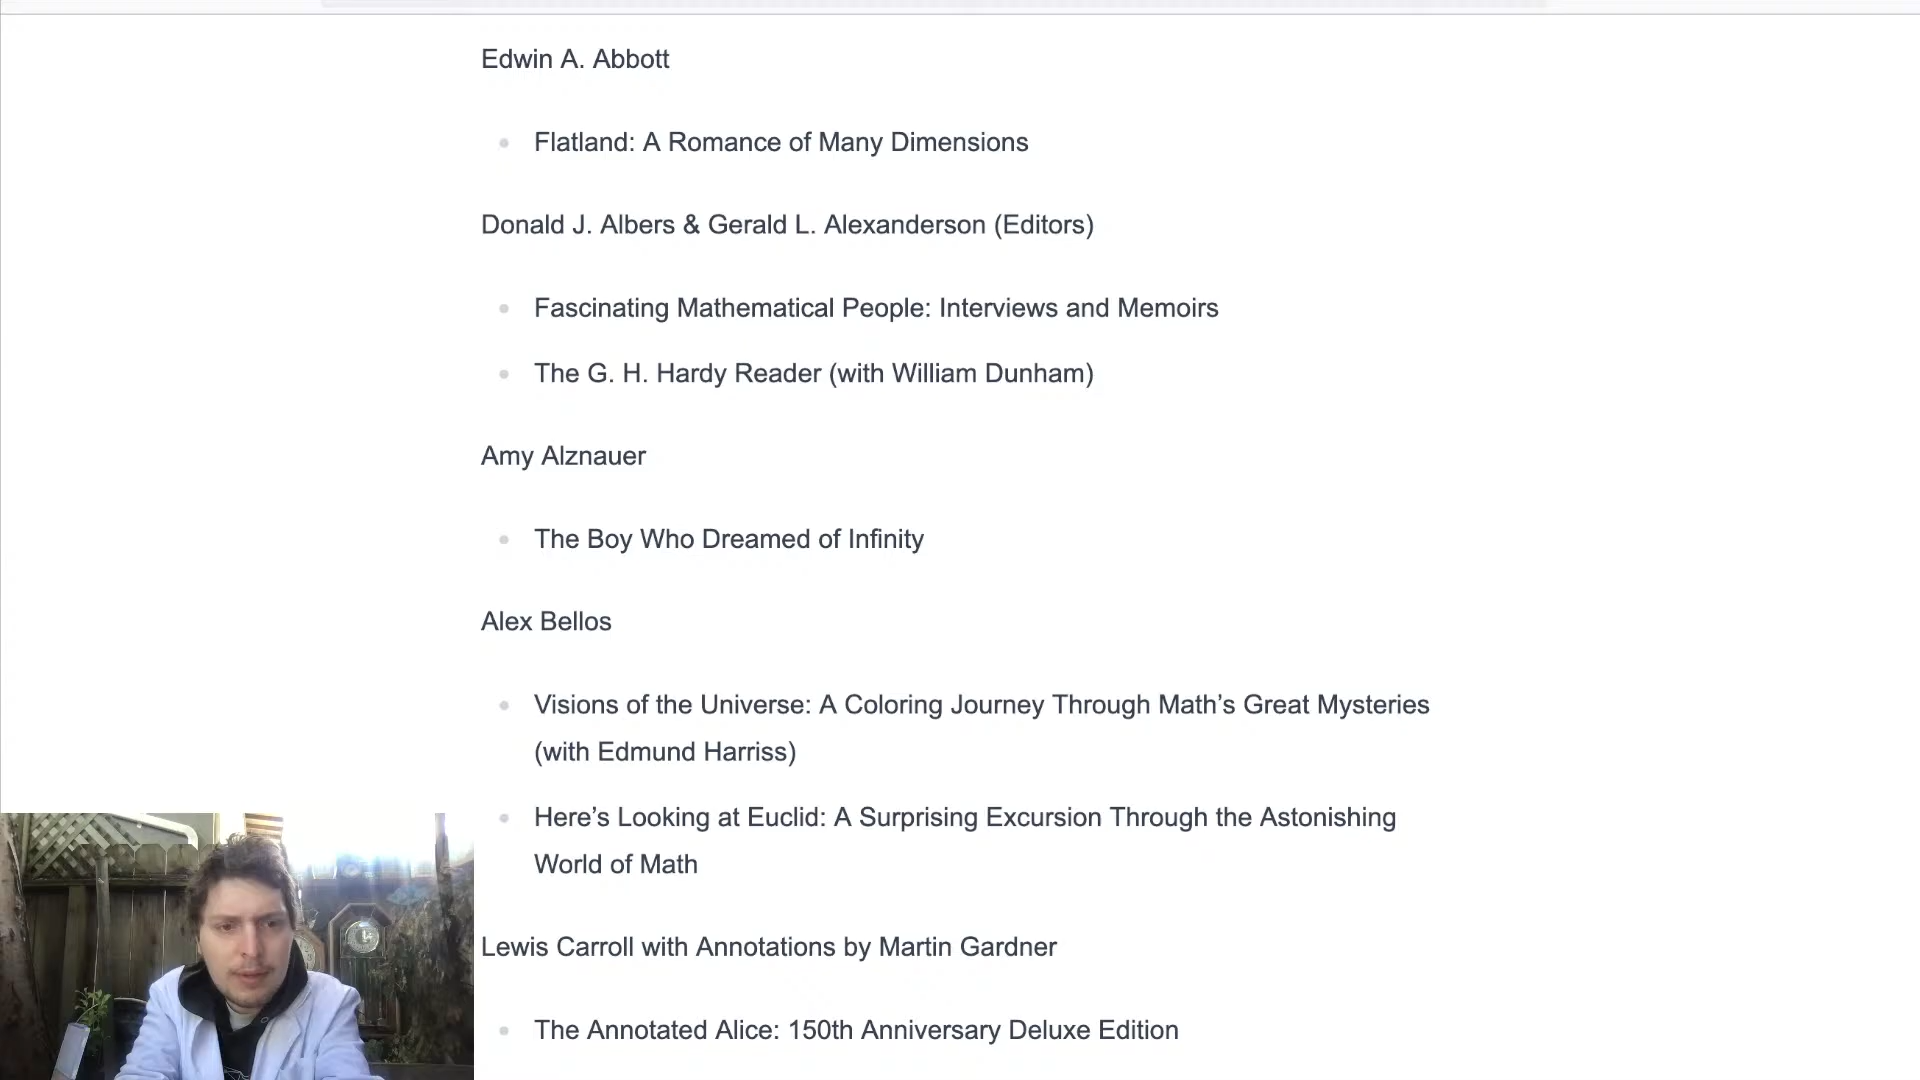 Edwin A. Abbott
Flatland: A Romance of Many Dimensions
Donald J. Albers & Gerald L. Alexanderson (Editors)
Fascinating Mathematical People: Interviews and Memoirs
The G. H. Hardy Reader (with William Dunham)
Amy Alznauer
The Boy Who Dreamed of Infinity
Alex Bellos
Visions of the Universe: A Coloring Journey Through Math’s Great Mysteries
(with Edmund Harriss)
Here’s Looking at Euclid: A Surprising Excursion Through the Astonishing
World of Math
Lewis Carroll with Annotations by Martin Gardner
The Annotated Alice: 150th Anniversary Deluxe Edition